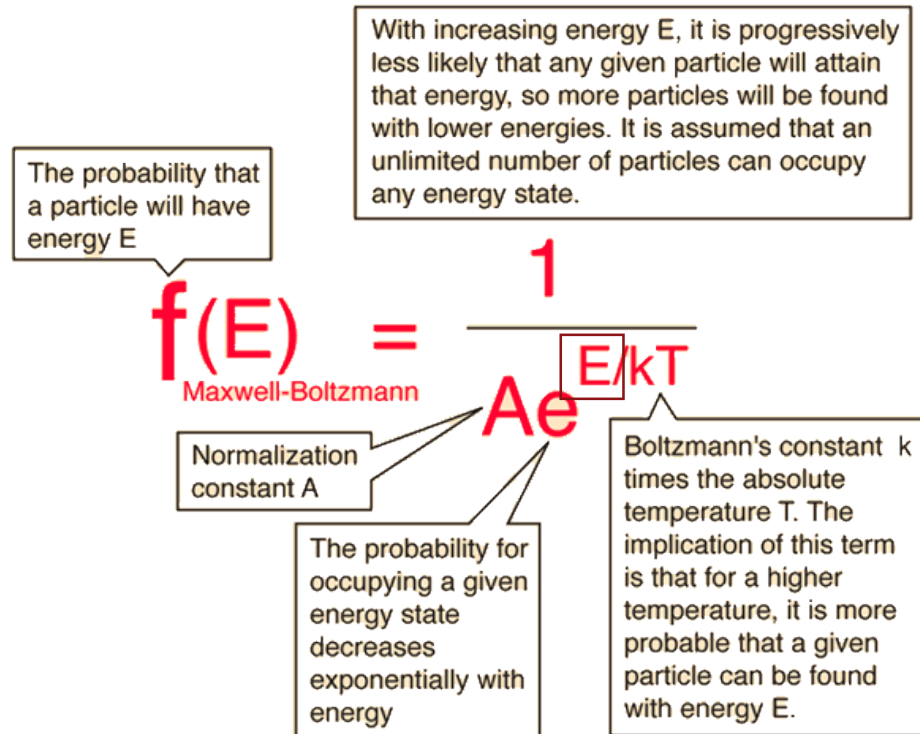 With increasing energy E, it is progressively
less likely that any given particle will attain
that energy, so more particles will be found
with lower energies. It is assumed that an
unlimited number of particles can occupy
any energy state.
The probability that
a particle will have
energy E
f(E) = 1
Maxwell-Boltzmann
Ae^E/kT
Normalization
constant A
The probability for
occupying a given
energy state
decreases
exponentially with
energy
Boltzmann's constant k
times the absolute
temperature T. The
implication of this term
is that for a higher
temperature, it is more
probable that a given
particle can be found
with energy E.